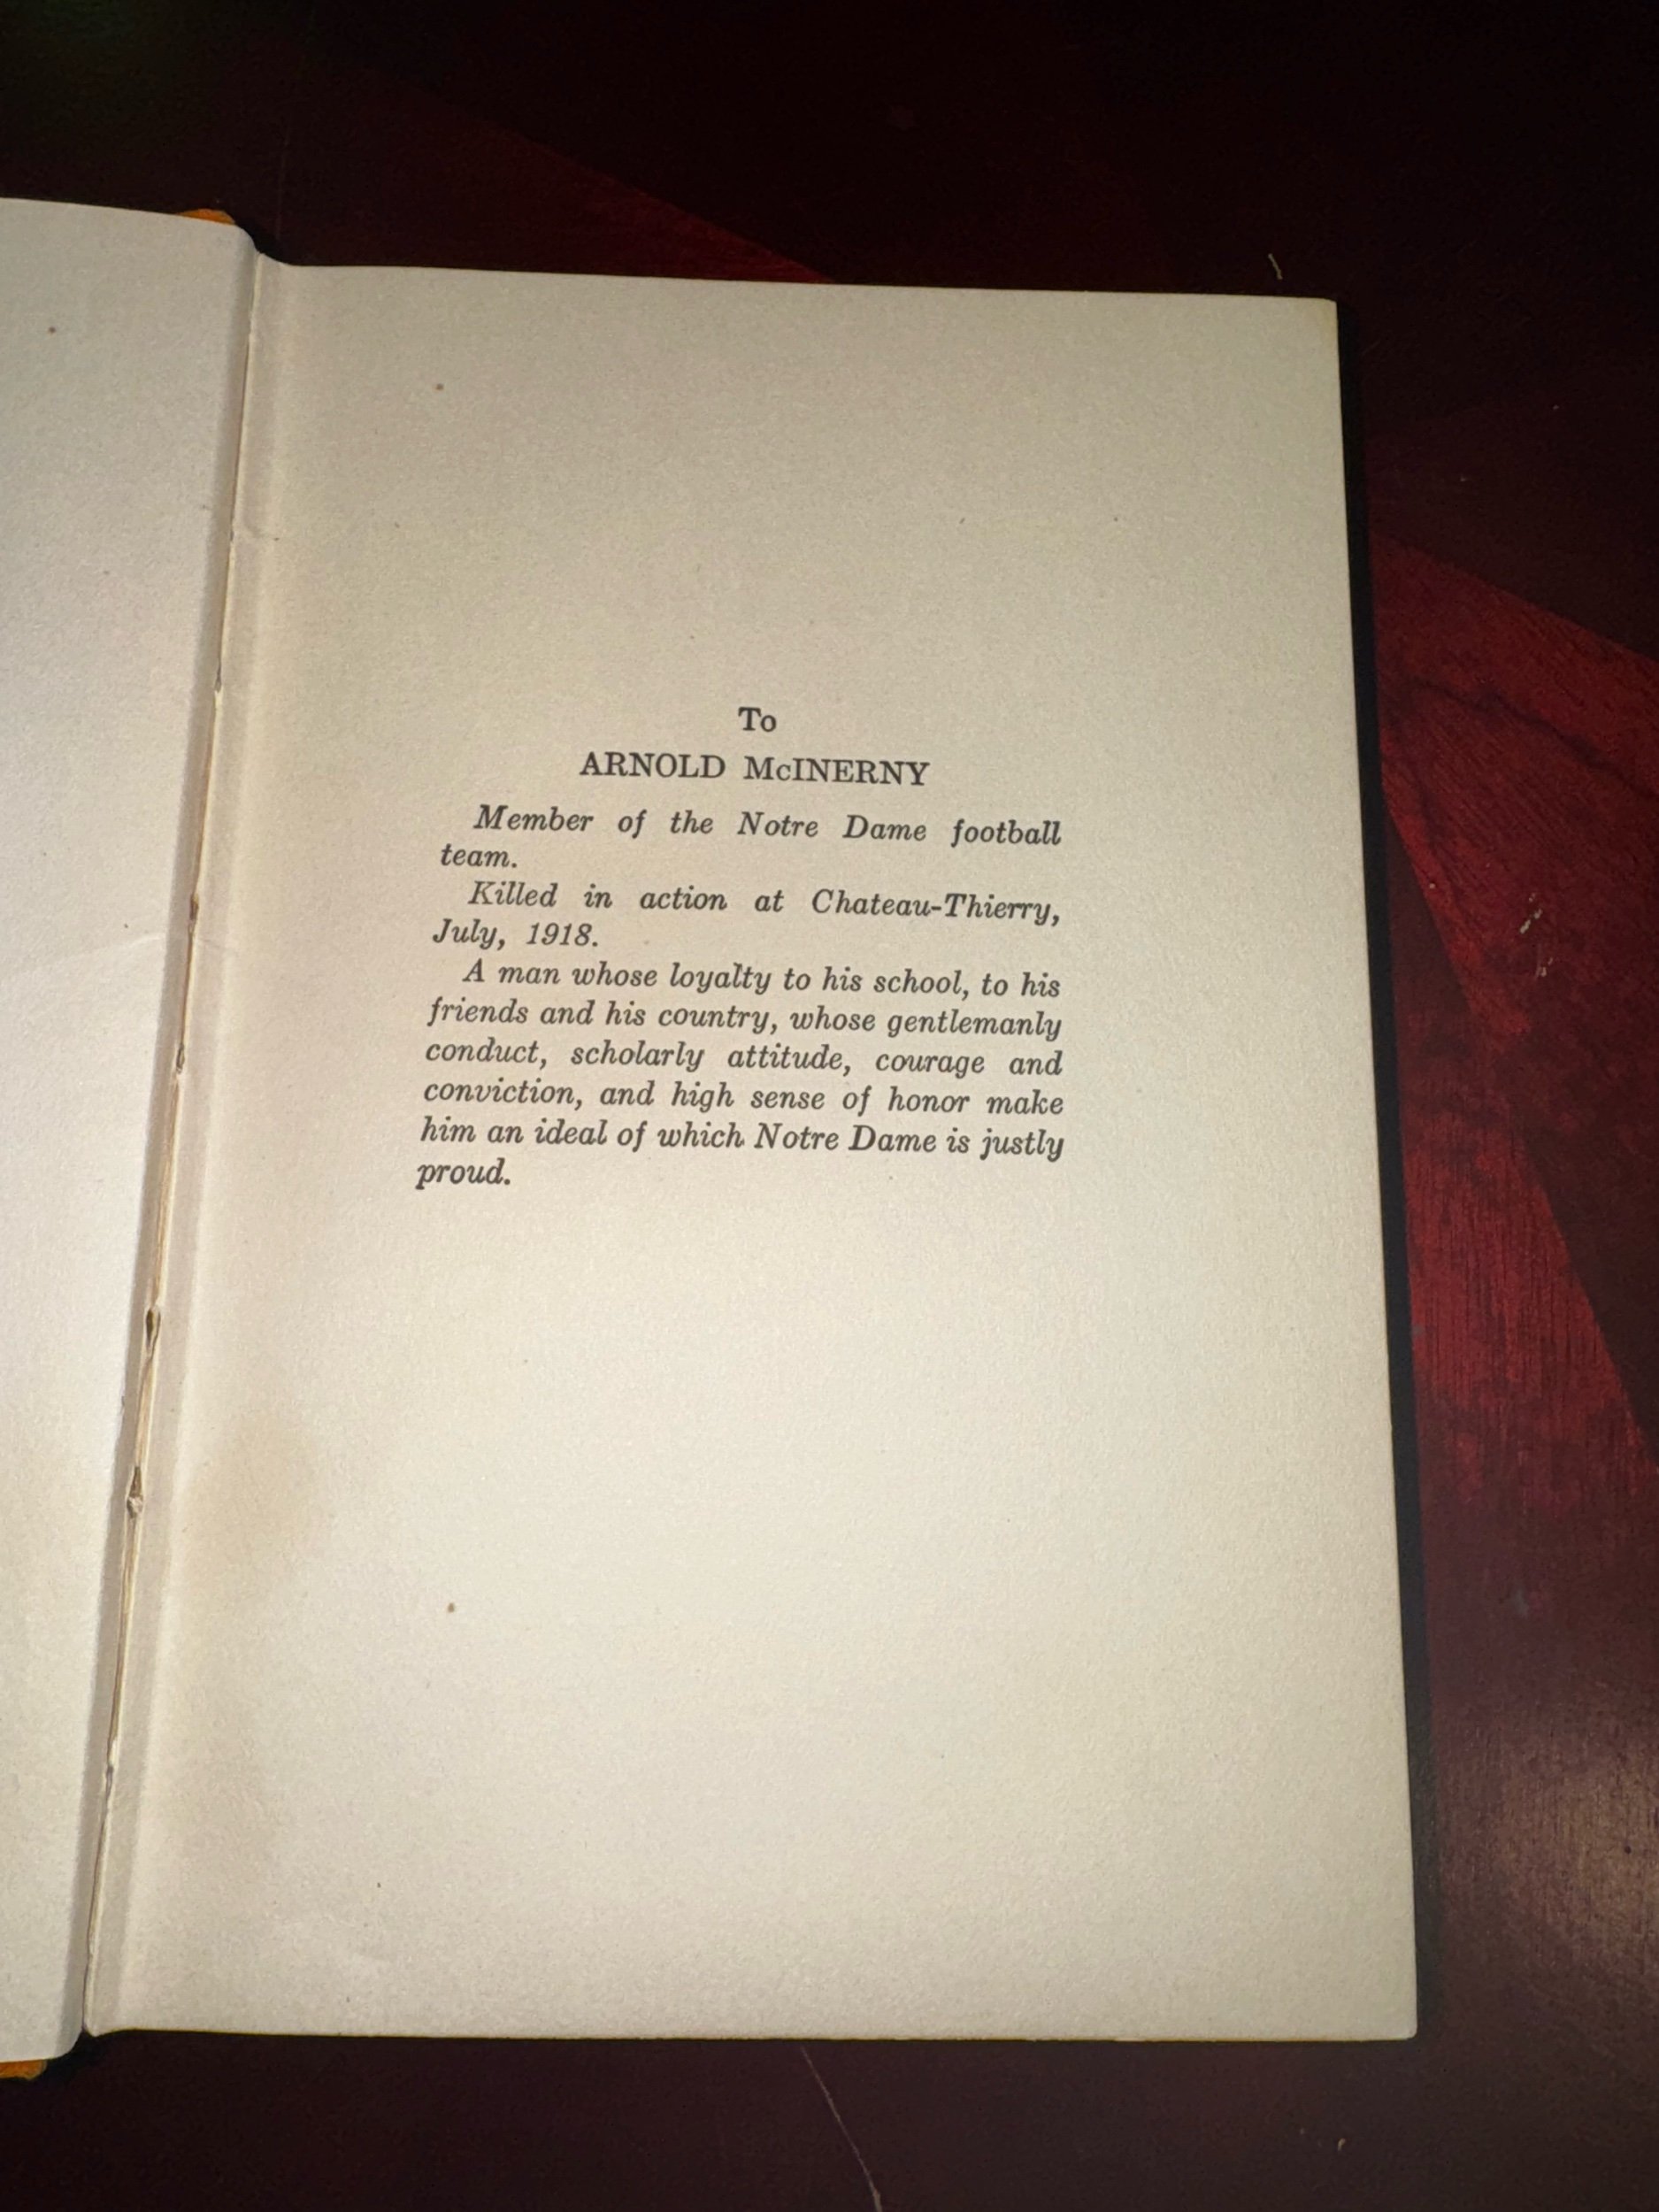 To
ARNOLD McINERNY
Member of the Notre Dame football
team.
Killed in action at Chateau-Thierry,
July, 1918.
A man whose loyalty to his school, to his
friends and his country, whose gentlemanly
conduct, scholarly attitude, courage and
conviction, and high sense of honor make
him an ideal of which Notre Dame is justly
proud.